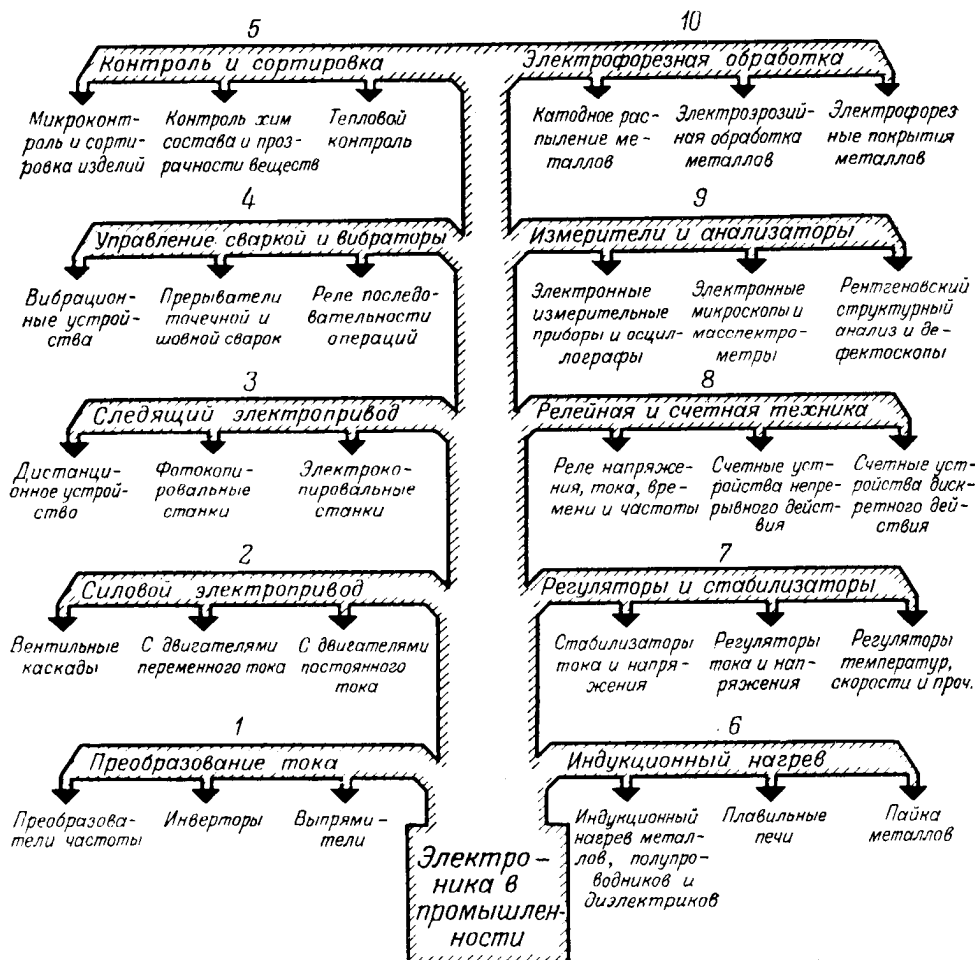 5
Контроль и сортировка
Микроконт-
роль и сорти-
ровка изделий
Контроль хим
состава и проз-
рачности веществ
Тепловой
контроль
10
Электрофорезная обработка
Катодное рас-
пыление ме-
таллов
Электроэрозий-
ная обработка
металлов
Электрофорез-
ные покрытия
металлов
4
Управление сваркой и вибраторы
Вибрацион-
ные устрой-
ства
Прерыватели
точечной и
шовной сварок
Реле последо-
вательности
операций
9
Измерители и анализаторы
Электронные
измерительные
приборы и осцил-
лографы
Электронные
микроскопы и
масспектро-
метры
Рентгеновский
структурный
анализ и де-
фектоскопы
3
Следящий электропривод
Дистанци-
онное устрой-
ство
Фотокопи-
ровальные
станки
Электроко-
пировальные
станки
8
Релейная и счетная техника
Реле напряже-
ния, тока, вре-
мени и частоты
Счетные уст-
ройства непре-
рывного дейст-
вия
Счетные уст-
ройства диск-
ретного дей-
ствия
2
Силовой электропривод
Вентильные
каскады
С двигателями
переменного тока
С двигателями
постоянного
тока
7
Регуляторы и стабилизаторы
Стабилизаторы
тока и напря-
жения
Регуляторы
тока и нап-
ряжения
Регуляторы
температур,
скорости и проч.
1
Преобразование тока
Преобразова-
тели частоты
Инверторы
Выпрями-
тели
6
Индукционный нагрев
Индукционный
нагрев метал-
лов, полупро-
водников и
диэлектриков
Плавильные
печи
Пайка
металлов
Электро-
ника в
промышлен-
ности